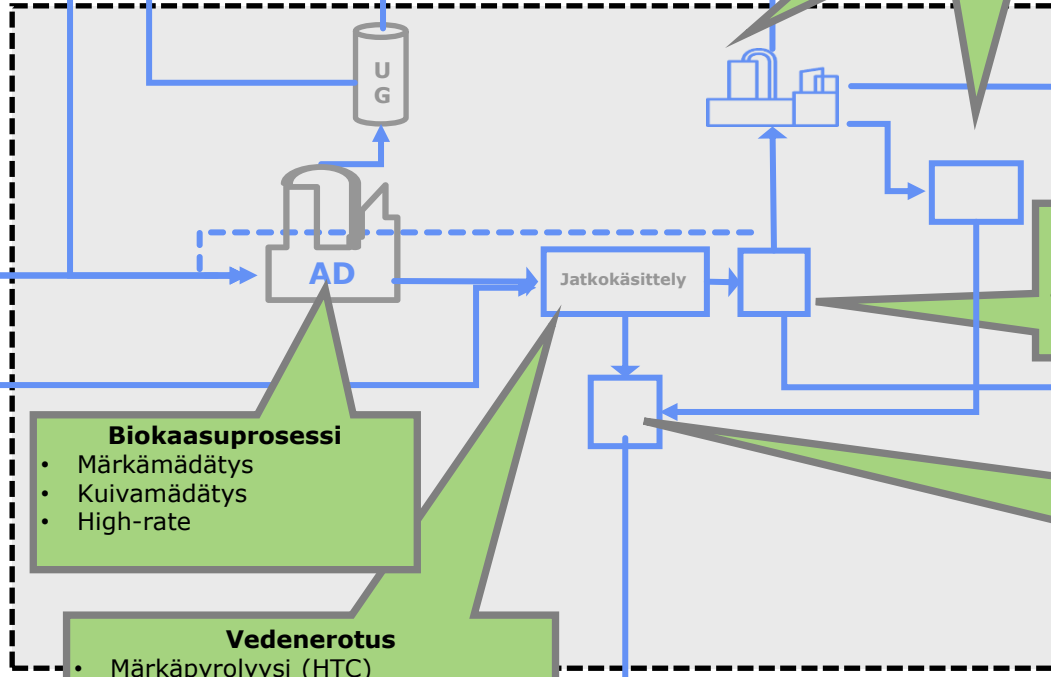 U
G
AD
Jatkokäsittely
Biokaasuprosessi
• Märkämädätys
• Kuivamädätys
• High-rate
Vedenerotus
• Märkäpyrolyysi (HTC)